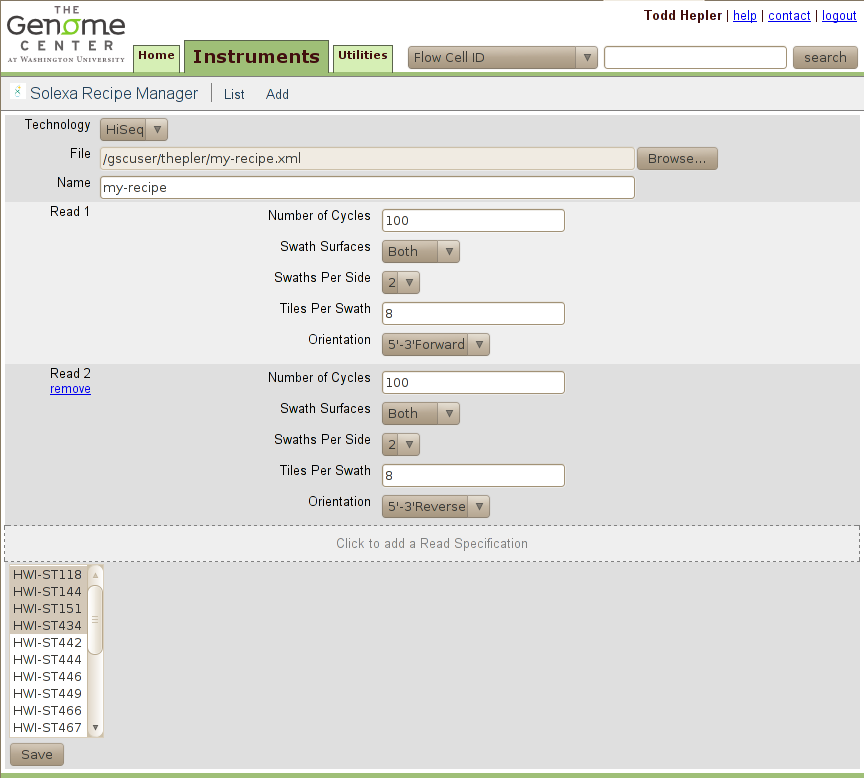 THE
Genome
CENTER
AT WASHINGTON UNIVERSITY
Todd Hepler | help | contact | logout
Home Instruments Utilities Flow Cell ID search
Solexa Recipe Manager List Add
Technology HiSeq
File /gscuser/thepler/my-recipe.xml Browse...
Name my-recipe
Read 1 Number of Cycles 100
Swath Surfaces Both
Swaths Per Side 2
Tiles Per Swath 8
Orientation 5'-3'Forward
Read 2 Number of Cycles 100
remove
Swath Surfaces Both
Swaths Per Side 2
Tiles Per Swath 8
Orientation 5'-3'Reverse
Click to add a Read Specification
HWI-ST118
HWI-ST144
HWI-ST151
HWI-ST434
HWI-ST442
HWI-ST444
HWI-ST446
HWI-ST449
HWI-ST466
HWI-ST467
Save